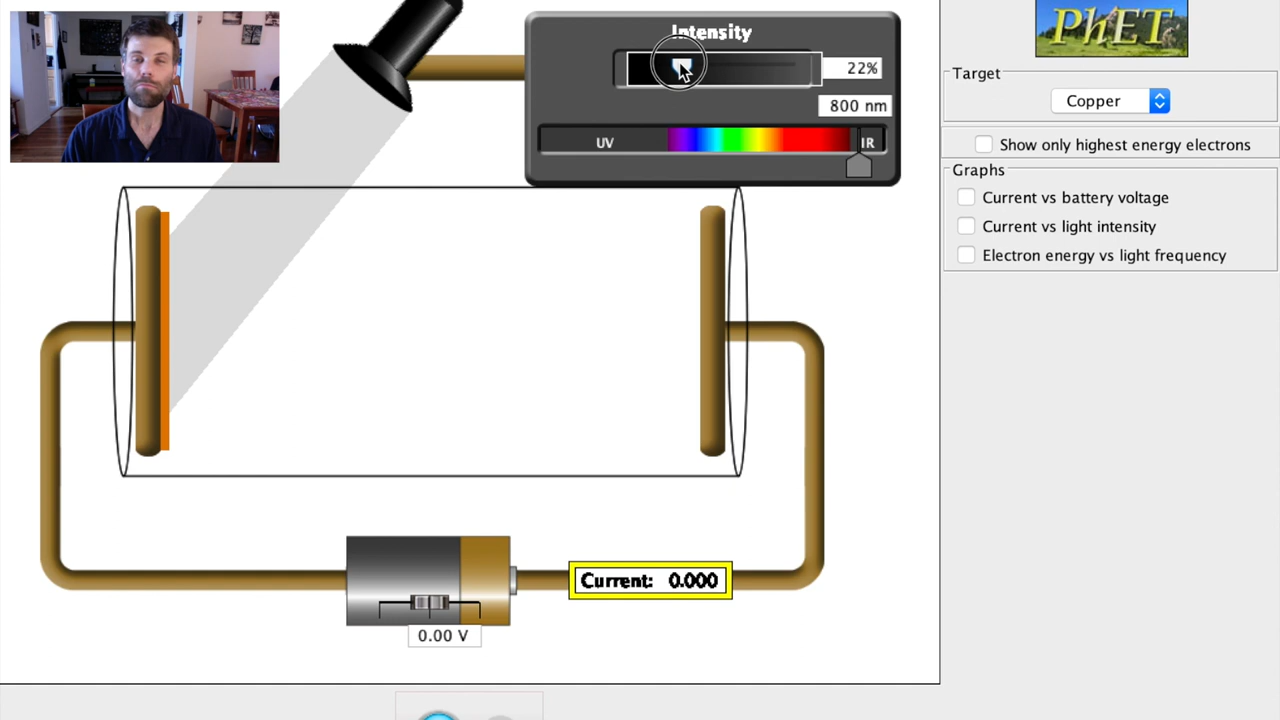 PhET
Intensity
22%
800 nm
UV
IR
Target
Copper
Show only highest energy electrons
Graphs
Current vs battery voltage
Current vs light intensity
Electron energy vs light frequency
Current: 0.000
0.00 V